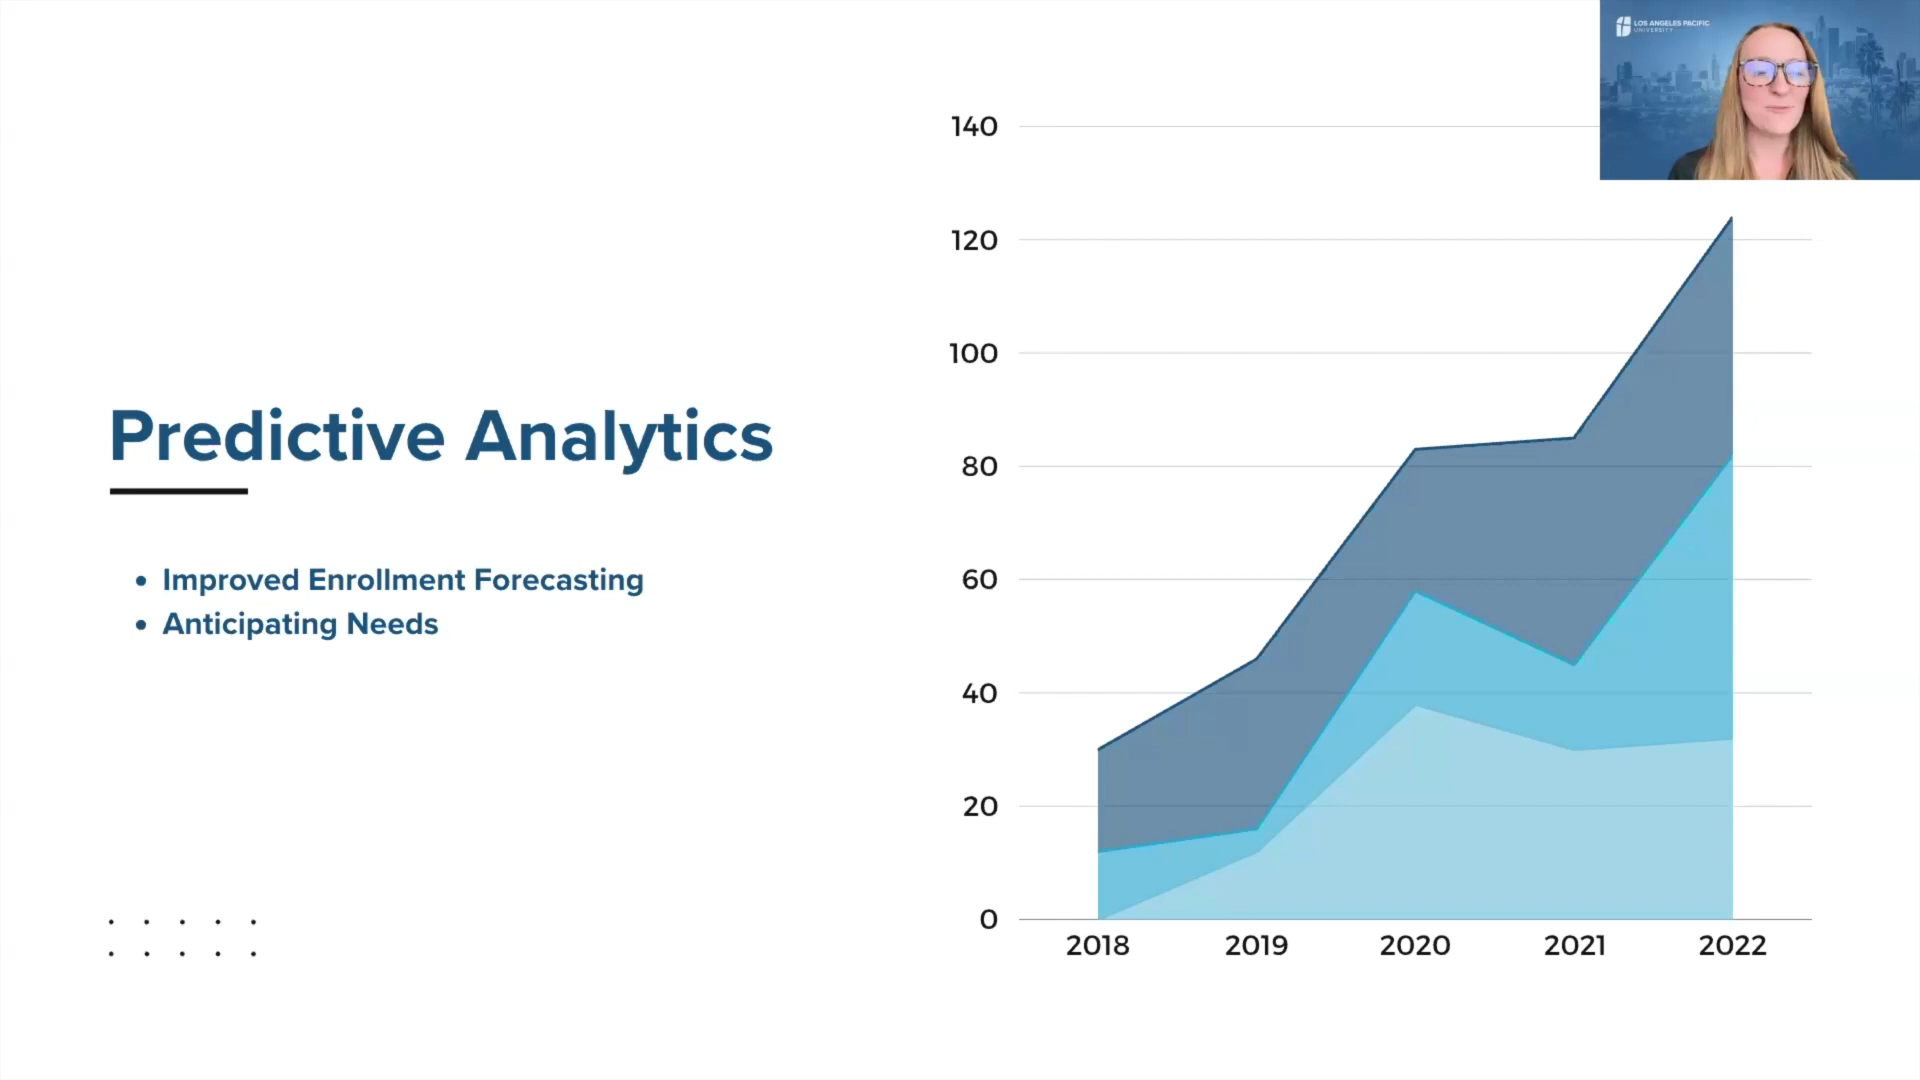 LOS ANGELES PACIFIC
UNIVERSITY
Predictive Analytics
• Improved Enrollment Forecasting
• Anticipating Needs
140
120
100
80
60
40
20
0
2018 2019 2020 2021 2022